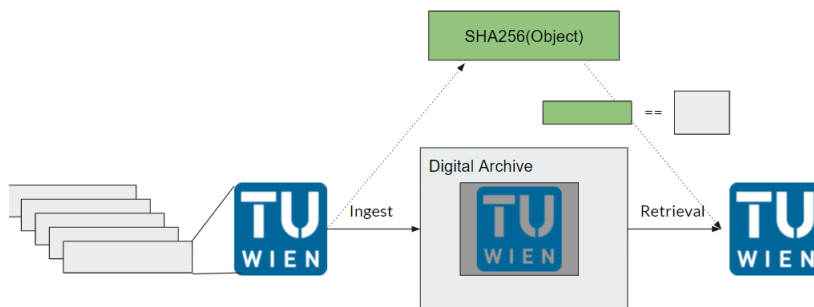 SHA256(Object)
==
Digital Archive
TU
WIEN
Ingest
TU
WIEN
Retrieval
TU
WIEN